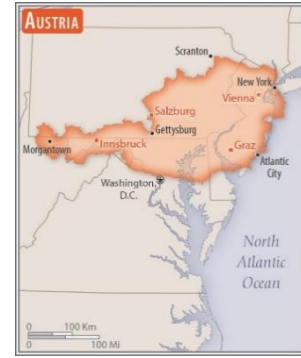 AUSTRIA
Scranton
New York
Vienna
Salzburg
Gettysburg
Morgantown
Innsbruck
Graz
Atlantic
City
Washington,
D.C.
North
Atlantic
Ocean
0 100 Km
0 100 Mi